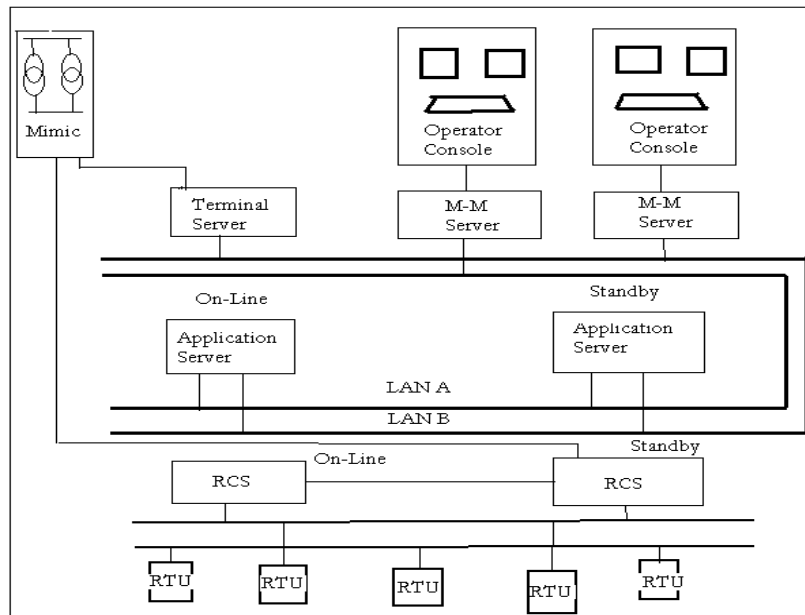 Mimic
Operator
Console
Operator
Console
Terminal
Server
M-M
Server
M-M
Server
On-Line
Standby
Application
Server
Application
Server
LAN A
LAN B
On-Line
Standby
RCS
RCS
RTU
RTU
RTU
RTU
RTU